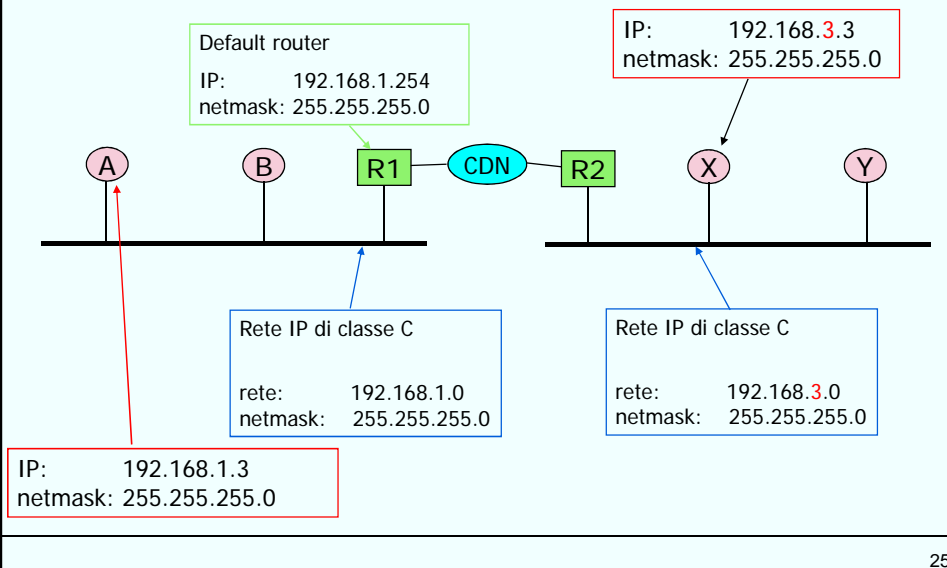 Default router
IP: 192.168.1.254
netmask: 255.255.255.0
IP: 192.168.3.3
netmask: 255.255.255.0
A
B
R1
CDN
R2
X
Y
Rete IP di classe C
rete: 192.168.1.0
netmask: 255.255.255.0
Rete IP di classe C
rete: 192.168.3.0
netmask: 255.255.255.0
IP: 192.168.1.3
netmask: 255.255.255.0
25